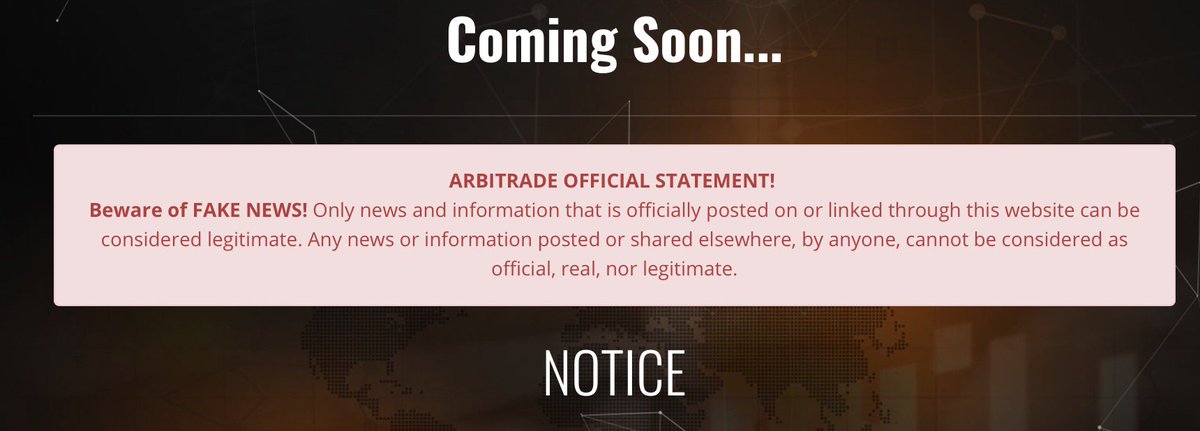 Coming Soon...
ARBITRADE OFFICIAL STATEMENT!
Beware of FAKE NEWS! Only news and information that is officially posted on or linked through this website can be
considered legitimate. Any news or information posted or shared elsewhere, by anyone, cannot be considered as
official, real, nor legitimate.
NOTICE